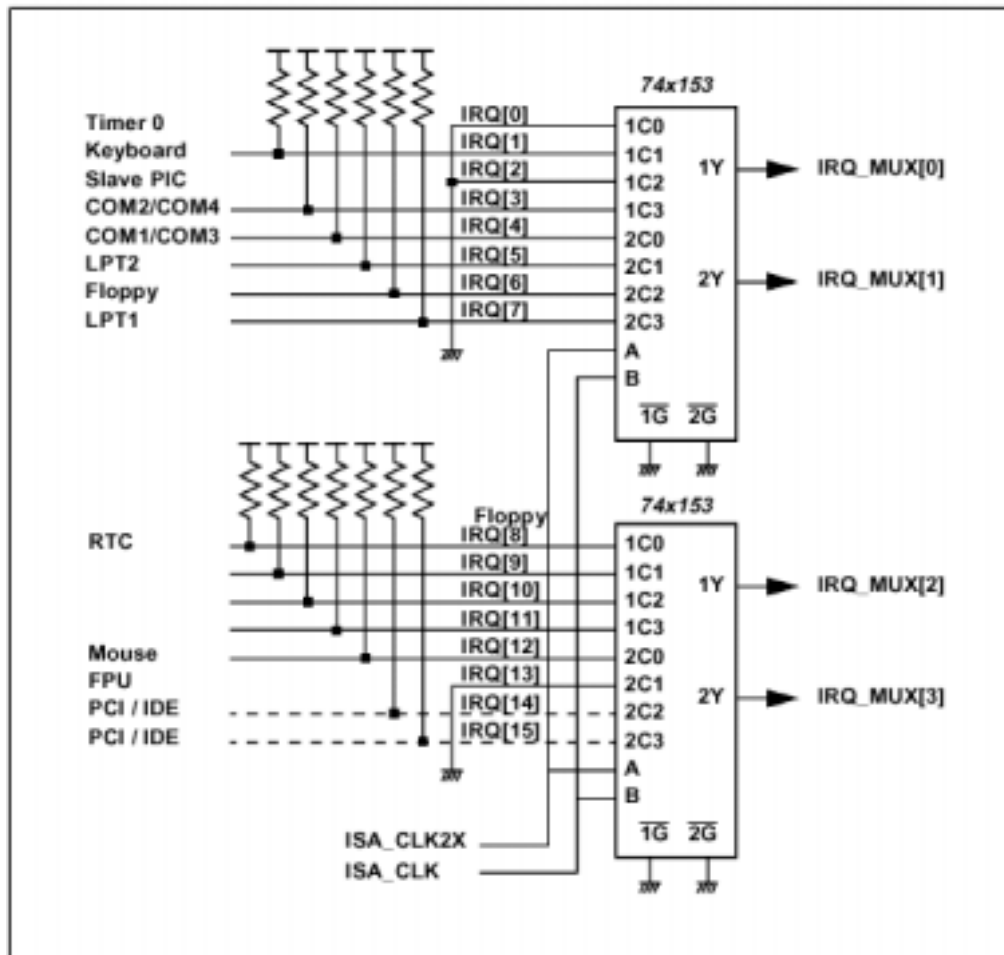 74x153
Timer 0 IRQ[0] 1C0
Keyboard IRQ[1] 1C1
1Y IRQ_MUX[0]
Slave PIC IRQ[2] 1C2
COM2/COM4 IRQ[3] 1C3
COM1/COM3 IRQ[4] 2C0
LPT2 IRQ[5] 2C1
2Y IRQ_MUX[1]
Floppy IRQ[6] 2C2
LPT1 IRQ[7] 2C3
A
B
1G 2G
74x153
Floppy
RTC IRQ[8] 1C0
IRQ[9] 1C1
1Y IRQ_MUX[2]
IRQ[10] 1C2
IRQ[11] 1C3
Mouse IRQ[12] 2C0
FPU IRQ[13] 2C1
2Y IRQ_MUX[3]
PCI / IDE IRQ[14] 2C2
PCI / IDE IRQ[15] 2C3
A
B
1G 2G
ISA_CLK2X
ISA_CLK